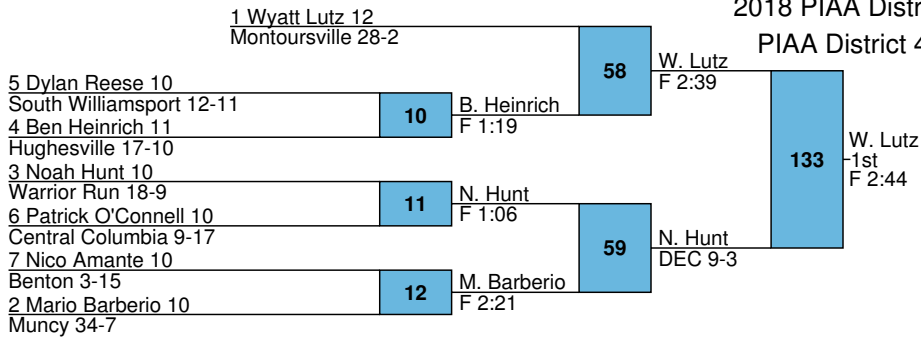 2018 PIAA Distr
PIAA District 4
1 Wyatt Lutz 12
Montoursville 28-2
58
W. Lutz
F 2:39
5 Dylan Reese 10
South Williamsport 12-11
10
B. Heinrich
F 1:19
4 Ben Heinrich 11
Hughesville 17-10
133
W. Lutz
1st
F 2:44
3 Noah Hunt 10
Warrior Run 18-9
11
N. Hunt
F 1:06
6 Patrick O'Connell 10
Central Columbia 9-17
59
N. Hunt
DEC 9-3
7 Nico Amante 10
Benton 3-15
12
M. Barberio
F 2:21
2 Mario Barberio 10
Muncy 34-7